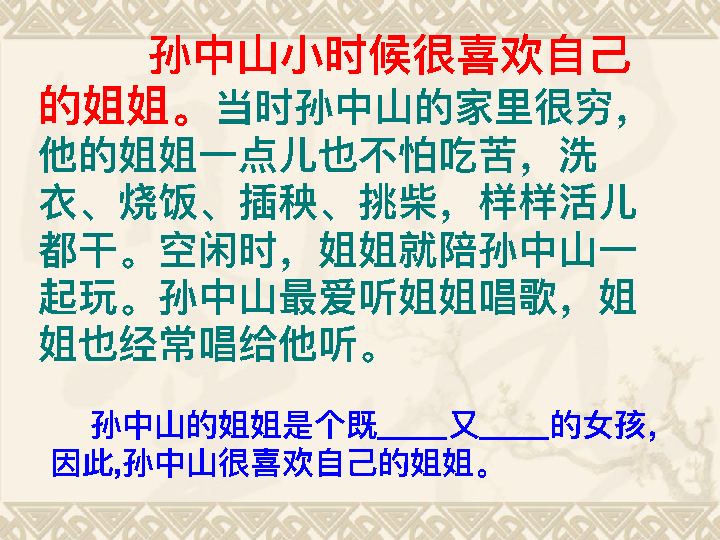 孙中山小时候很喜欢自己
的姐姐。当时孙中山的家里很穷，
他的姐姐一点儿也不怕吃苦，洗
衣、烧饭、插秧、挑柴，样样活儿
都干。空闲时，姐姐就陪孙中山一
起玩。孙中山最爱听姐姐唱歌，姐
姐也经常唱给他听。
孙中山的姐姐是个既____又____的女孩，
因此,孙中山很喜欢自己的姐姐。